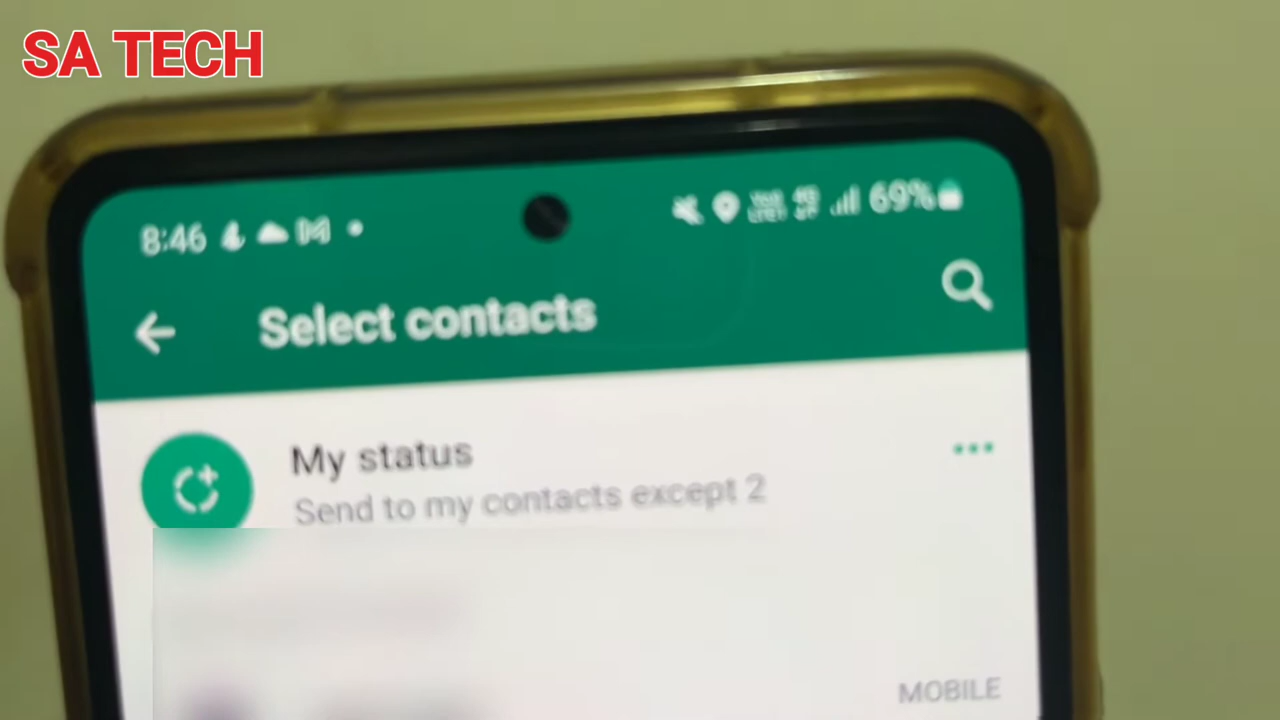 SA TECH
8:46
69%
Select contacts
My status
Send to my contacts except 2
MOBILE